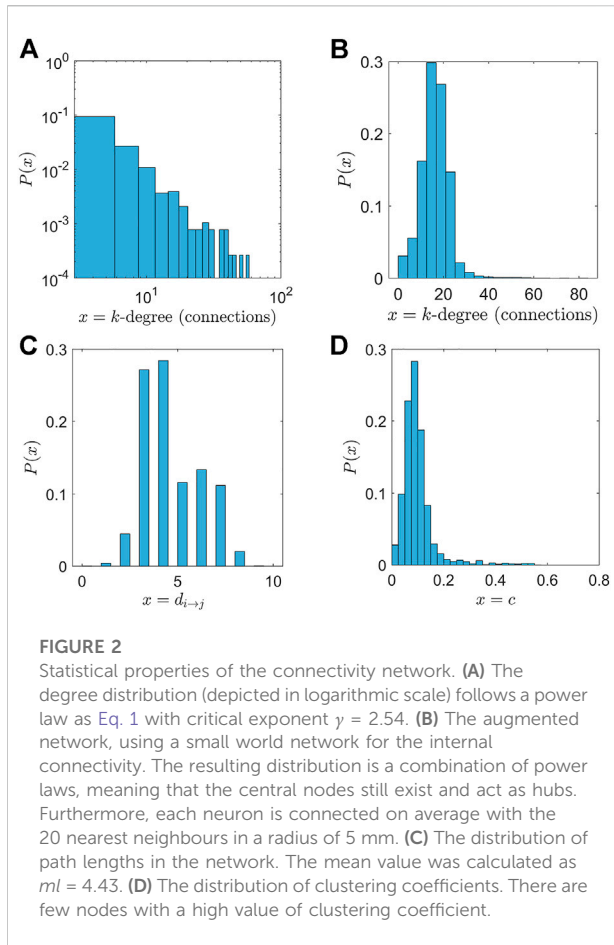 A
B
10^0
10^-1
10^-2
10^-3
10^-4
P(x)
10^1
10^2
x = k-degree (connections)
0.3
0.2
0.1
0
P(x)
0
20
40
60
80
x = k-degree (connections)
C
D
0.3
0.2
0.1
0
P(x)
0
5
10
x = d_{i→j}
0.3
0.2
0.1
0
P(x)
0
0.2
0.4
0.6
0.8
x = c
FIGURE 2
Statistical properties of the connectivity network. (A) The
degree distribution (depicted in logarithmic scale) follows a power
law as Eq. 1 with critical exponent γ = 2.54. (B) The augmented
network, using a small world network for the internal
connectivity. The resulting distribution is a combination of power
laws, meaning that the central nodes still exist and act as hubs.
Furthermore, each neuron is connected on average with the
20 nearest neighbours in a radius of 5 mm. (C) The distribution of
path lengths in the network. The mean value was calculated as
ml = 4.43. (D) The distribution of clustering coefficients. There are
few nodes with a high value of clustering coefficient.